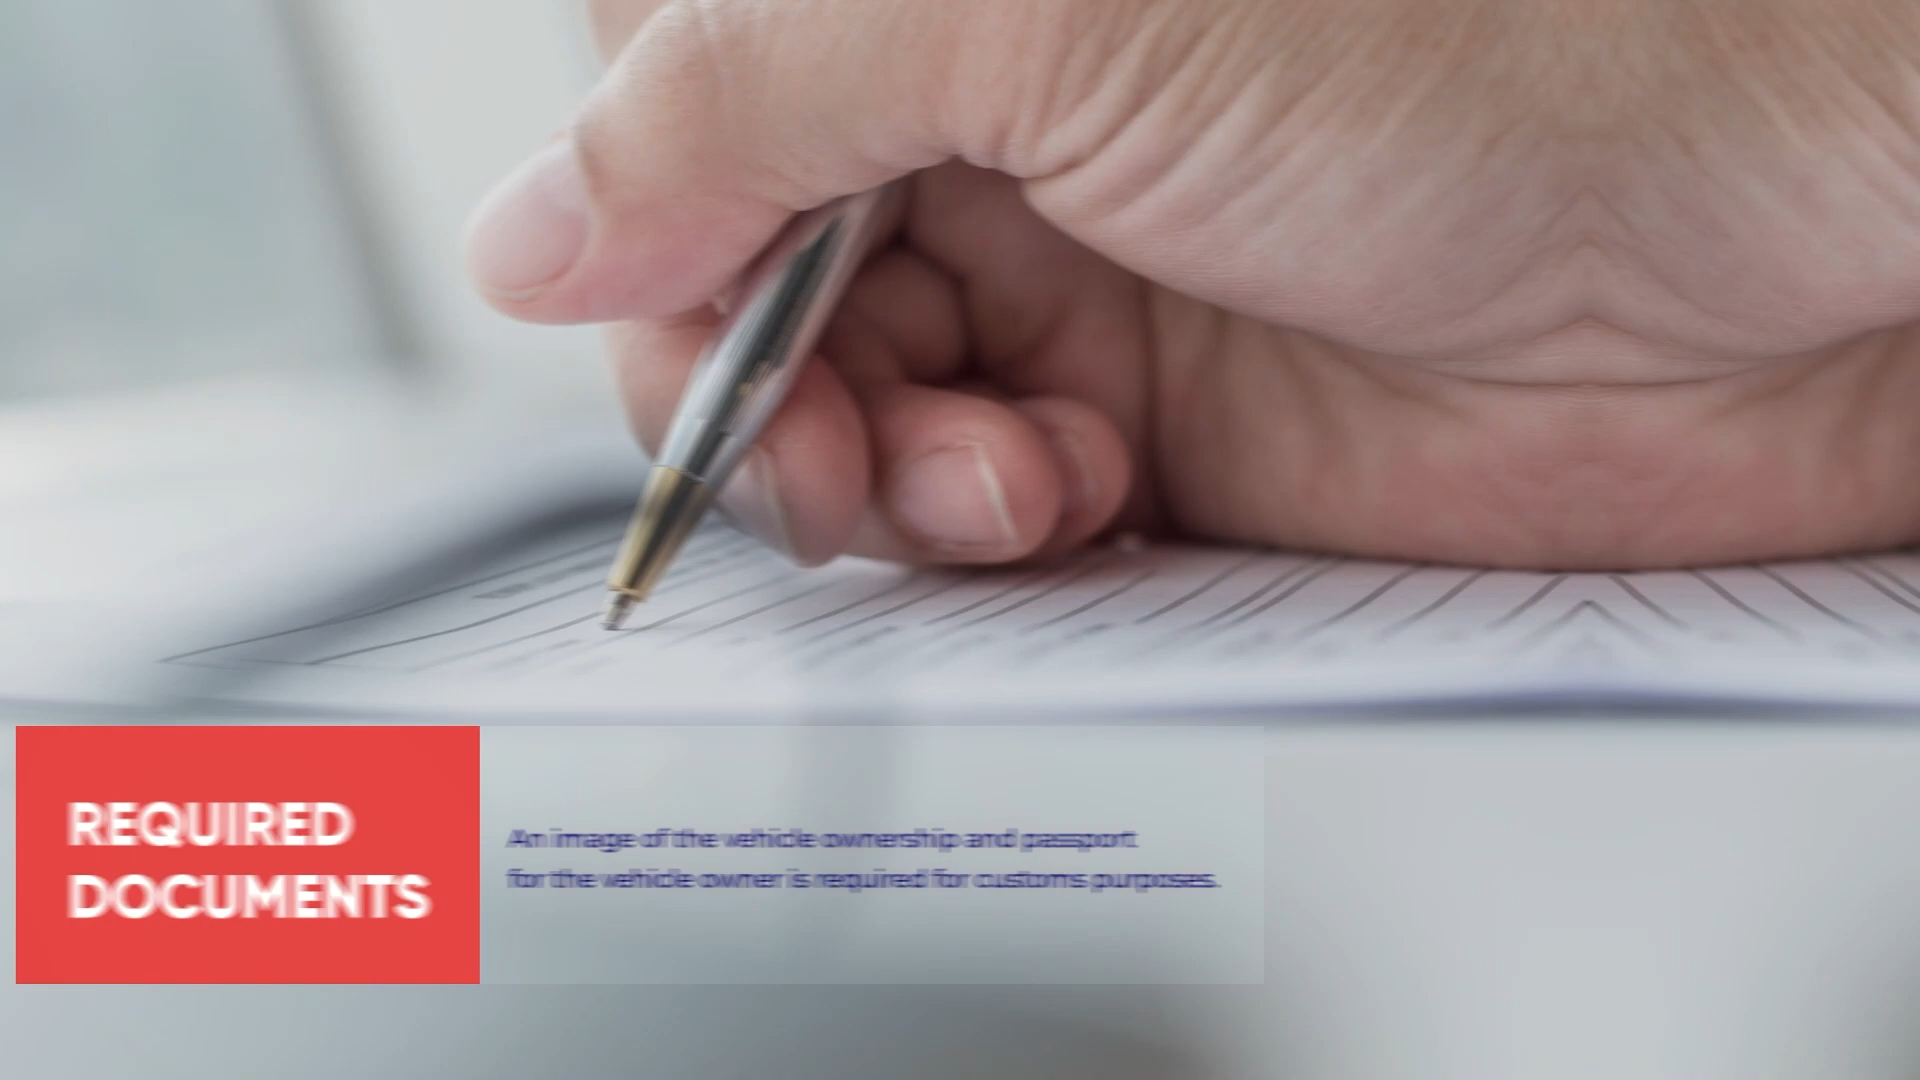 REQUIRED
DOCUMENTS
An image of the vehicle ownership and passport
for the vehicle owner is required for customs purposes.